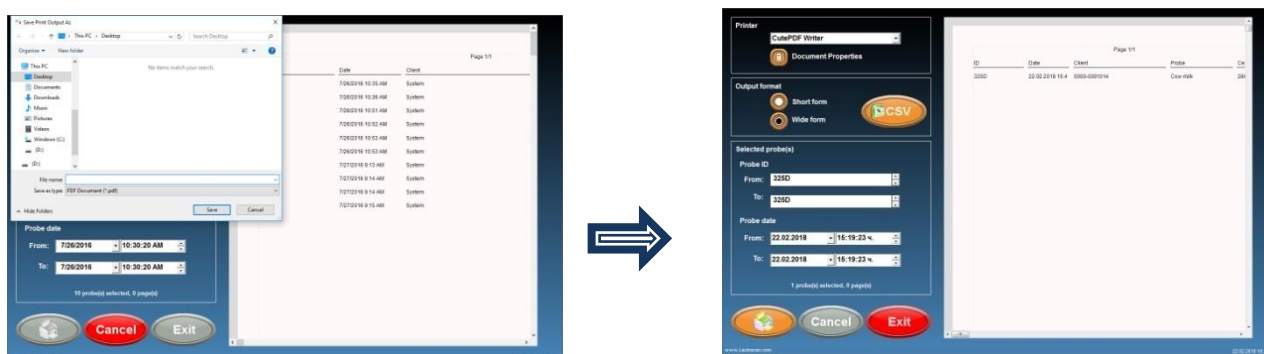 Save Print Output As
This PC > Desktop
Search Desktop
Organize
New folder
This PC
Desktop
Documents
Downloads
Music
Pictures
Videos
Windows (C:)
(D:)
(D:)
No items match your search.
File name:
Save as type: PDF Document (*.pdf)
Hide Folders
Save
Cancel
Page 1/1
Date Client
7/26/2016 10:35 AM System
7/26/2016 10:36 AM System
7/26/2016 10:51 AM System
7/26/2016 10:52 AM System
7/26/2016 10:53 AM System
7/26/2016 10:53 AM System
7/27/2016 9:13 AM System
7/27/2016 9:14 AM System
7/27/2016 9:14 AM System
7/27/2016 9:15 AM System
Probe date
From: 7/26/2016 10:30:20 AM
To: 7/26/2016 10:30:20 AM
10 probe(s) selected, 0 page(s)
Cancel
Exit
Printer
CutePDF Writer
Document Properties
Output format
Short form
Wide form
CSV
Selected probe(s)
Probe ID
From: 325D
To: 325D
Probe date
From: 22.02.2018 15:19:23 ч.
To: 22.02.2018 15:19:23 ч.
1 probe(s) selected, 0 page(s)
Cancel
Exit
www.lactoscan.com
Page 1/1
ID Date Client Probe
325D 22.02.2018 15:4 0000-0001014 Cow milk